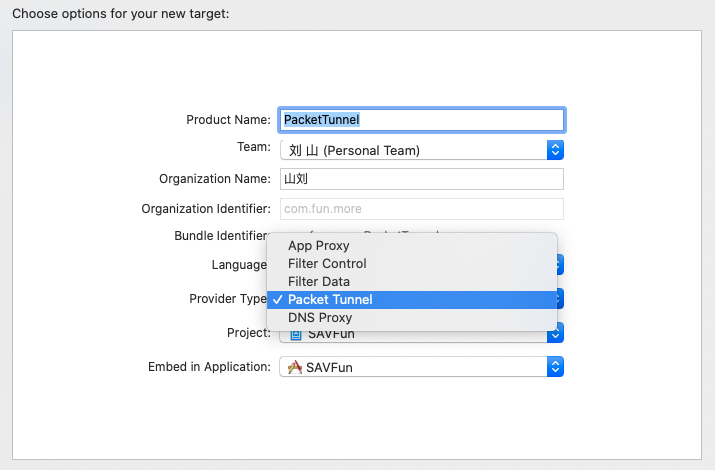 Choose options for your new target:
Product Name: PacketTunnel
Team: 刘 山 (Personal Team)
Organization Name: 山刘
Organization Identifier: com.fun.more
Bundle Identifier
App Proxy
Language Filter Control
Filter Data
Provider Type ✓ Packet Tunnel
DNS Proxy
Project: SAVFun
Embed in Application: SAVFun